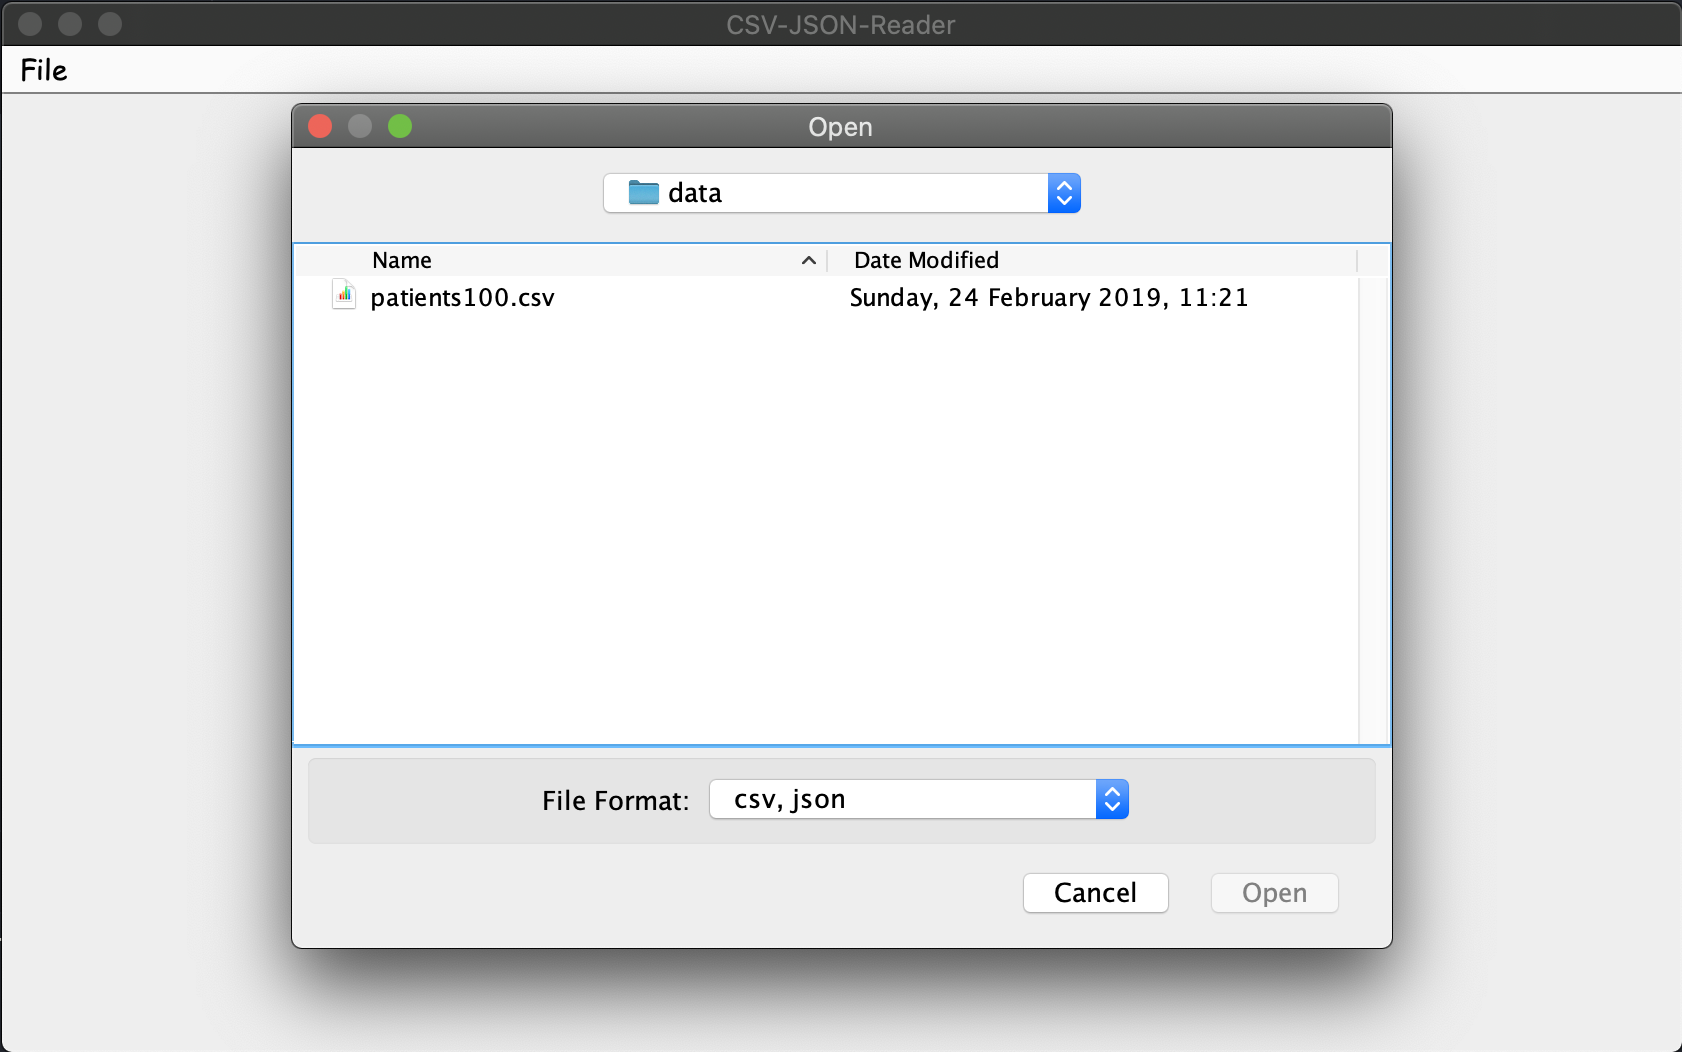 CSV-JSON-Reader
File
Open
data
Name Date Modified
patients100.csv Sunday, 24 February 2019, 11:21
File Format: csv, json
Cancel Open